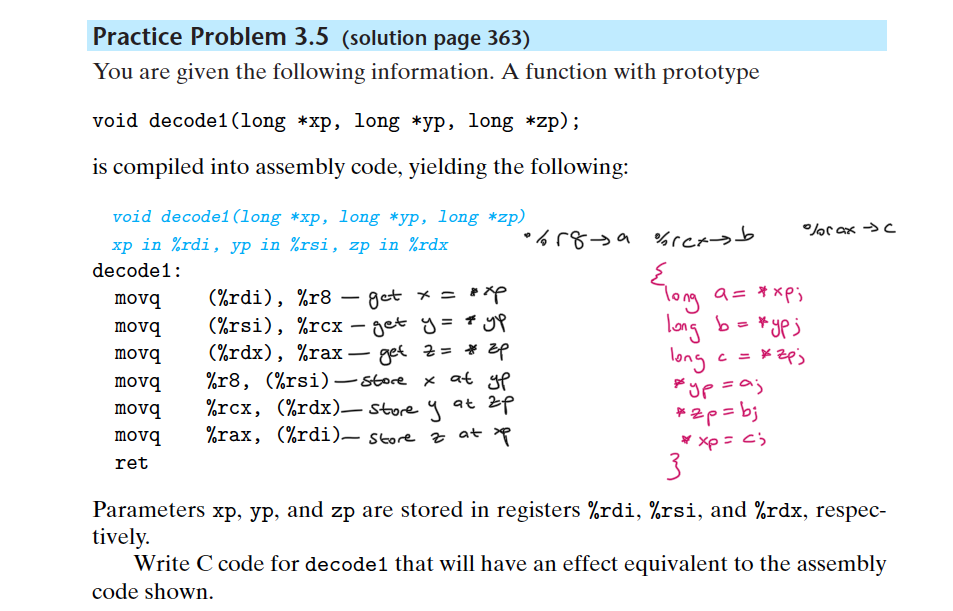 Practice Problem 3.5 (solution page 363)
You are given the following information. A function with prototype
void decode1(long *xp, long *yp, long *zp);
is compiled into assembly code, yielding the following:
void decode1(long *xp, long *yp, long *zp)
xp in %rdi, yp in %rsi, zp in %rdx
%r8→a %rcx→b %rax→c
decode1:
{
movq (%rdi), %r8 — get x = *xp
long a = *xp;
movq (%rsi), %rcx — get y = *yp
long b = *yp;
movq (%rdx), %rax — get z = *zp
long c = *zp;
movq %r8, (%rsi) — store x at yp
*yp = a;
movq %rcx, (%rdx) — store y at zp
*zp = b;
movq %rax, (%rdi) — store z at xp
*xp = c;
ret
}
Parameters xp, yp, and zp are stored in registers %rdi, %rsi, and %rdx, respec-
tively.
Write C code for decode1 that will have an effect equivalent to the assembly
code shown.